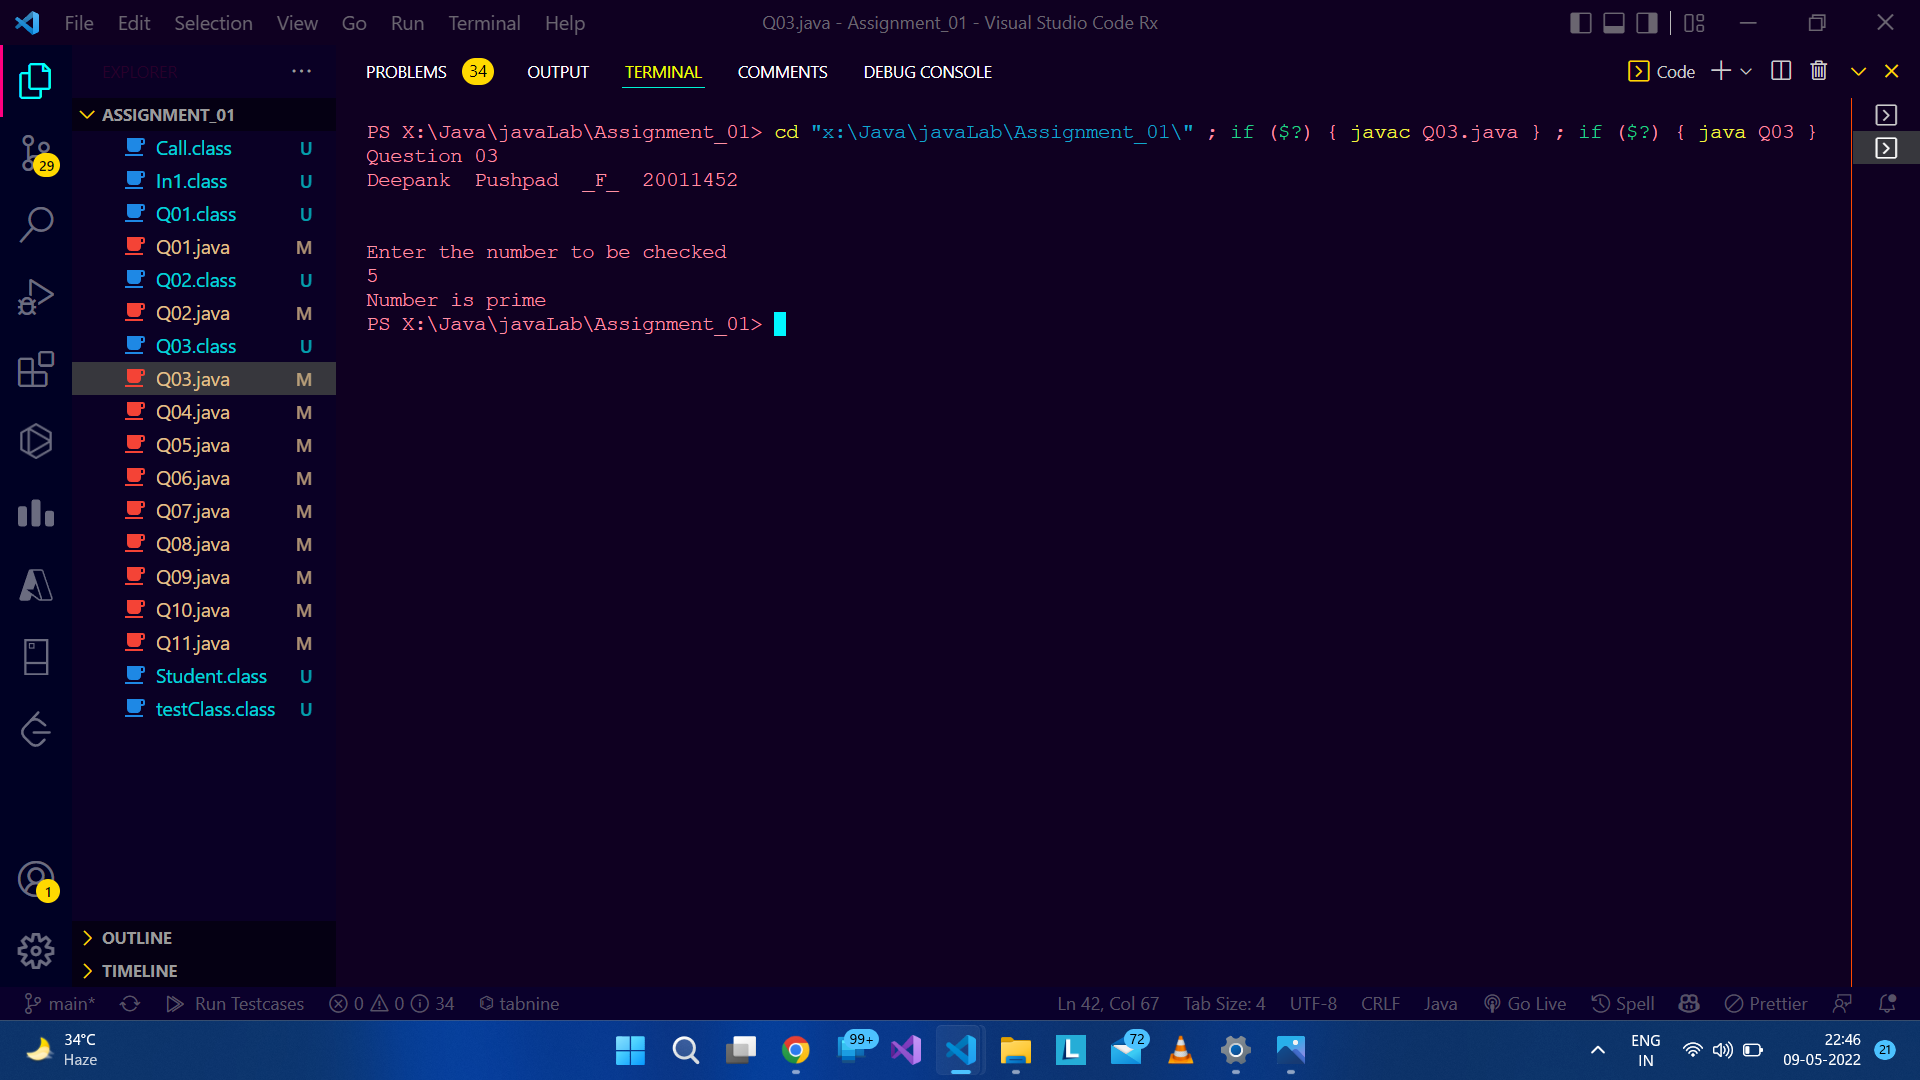 File Edit Selection View Go Run Terminal Help
Q03.java - Assignment_01 - Visual Studio Code Rx
EXPLORER
PROBLEMS 34 OUTPUT TERMINAL COMMENTS DEBUG CONSOLE
Code
ASSIGNMENT_01
Call.class U
In1.class U
Q01.class U
Q01.java M
Q02.class U
Q02.java M
Q03.class U
Q03.java M
Q04.java M
Q05.java M
Q06.java M
Q07.java M
Q08.java M
Q09.java M
Q10.java M
Q11.java M
Student.class U
testClass.class U
29
PS X:\Java\javaLab\Assignment_01> cd "x:\Java\javaLab\Assignment_01\" ; if ($?) { javac Q03.java } ; if ($?) { java Q03 }
Question 03
Deepank  Pushpad  _F_  20011452
Enter the number to be checked
5
Number is prime
PS X:\Java\javaLab\Assignment_01>
1
OUTLINE
TIMELINE
main* Run Testcases 0 0 34 tabnine
Ln 42, Col 67 Tab Size: 4 UTF-8 CRLF Java Go Live Spell Prettier
34°C
Haze
99+
L
72
ENG
IN
22:46
09-05-2022
21